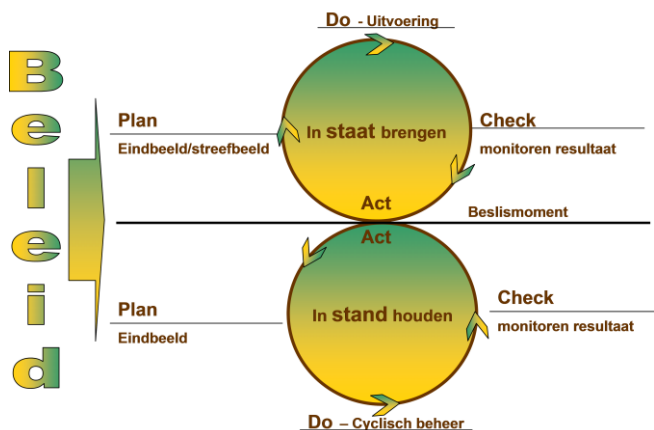 Beleid
Do - Uitvoering
Plan
Eindbeeld/streefbeeld
In staat brengen
Check
monitoren resultaat
Act
Beslismoment
Act
Plan
Eindbeeld
In stand houden
Check
monitoren resultaat
Do – Cyclisch beheer